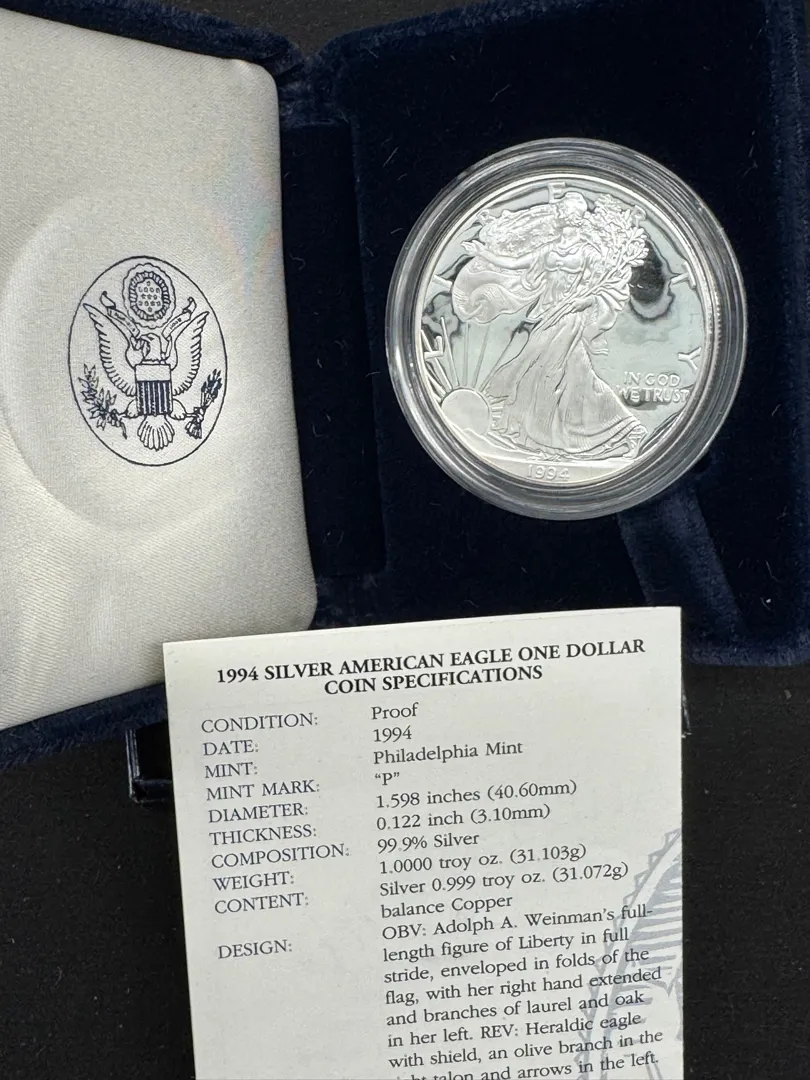 LIBERTY
IN GOD
WE TRUST
1994
1994 SILVER AMERICAN EAGLE ONE DOLLAR
COIN SPECIFICATIONS
CONDITION: Proof
DATE: 1994
MINT: Philadelphia Mint
MINT MARK: “P”
DIAMETER: 1.598 inches (40.60mm)
THICKNESS: 0.122 inch (3.10mm)
COMPOSITION: 99.9% Silver
WEIGHT: 1.0000 troy oz. (31.103g)
CONTENT: Silver 0.999 troy oz. (31.072g)
balance Copper
DESIGN: OBV: Adolph A. Weinman’s full-
length figure of Liberty in full
stride, enveloped in folds of the
flag, with her right hand extended
and branches of laurel and oak
in her left. REV: Heraldic eagle
with shield, an olive branch in the
talon and arrows in the left.